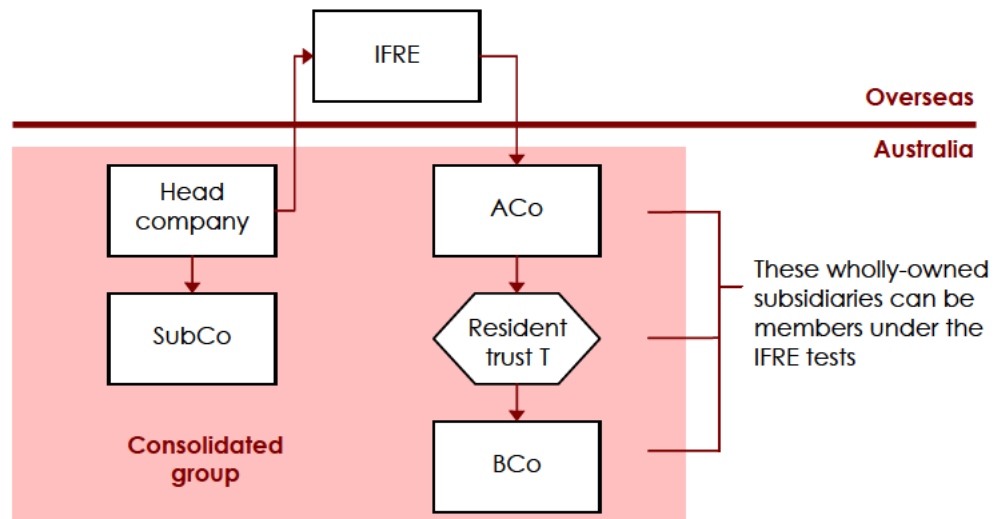 IFRE
Overseas
Australia
Head
company
ACo
SubCo
Resident
trust T
BCo
These wholly-owned
subsidiaries can be
members under the
IFRE tests
Consolidated
group